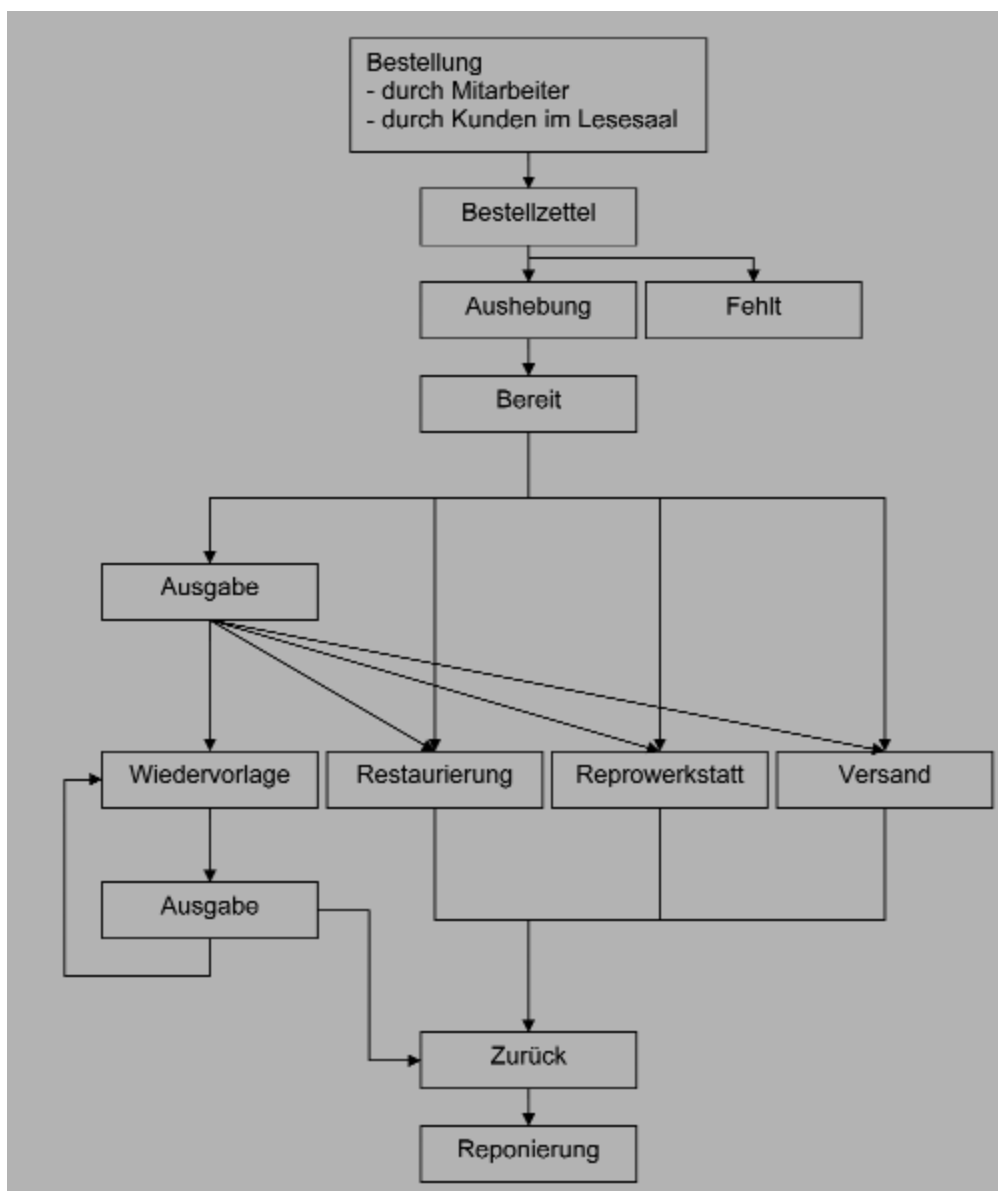 Bestellung
- durch Mitarbeiter
- durch Kunden im Lesesaal
Bestellzettel
Aushebung
Fehlt
Bereit
Ausgabe
Wiedervorlage
Restaurierung
Reprowerkstatt
Versand
Ausgabe
Zurück
Reponierung